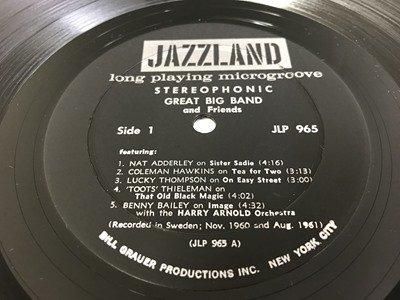 JAZZLAND
long playing microgroove
STEREOPHONIC
GREAT BIG BAND
and Friends
Side 1 JLP 965
featuring:
1. NAT ADDERLEY on Sister Sadie (4:16)
2. COLEMAN HAWKINS on Tea for Two (3:13)
3. LUCKY THOMPSON on On Easy Street (3:00)
4. 'TOOTS' THIELEMAN on
That Old Black Magic (4:02)
5. BENNY BAILEY on Image (4:32)
with the HARRY ARNOLD Orchestra
(Recorded in Sweden; Nov. 1960 and Aug. 1961)
(JLP 965 A)
BILL GRAUER PRODUCTIONS INC. NEW YORK CITY